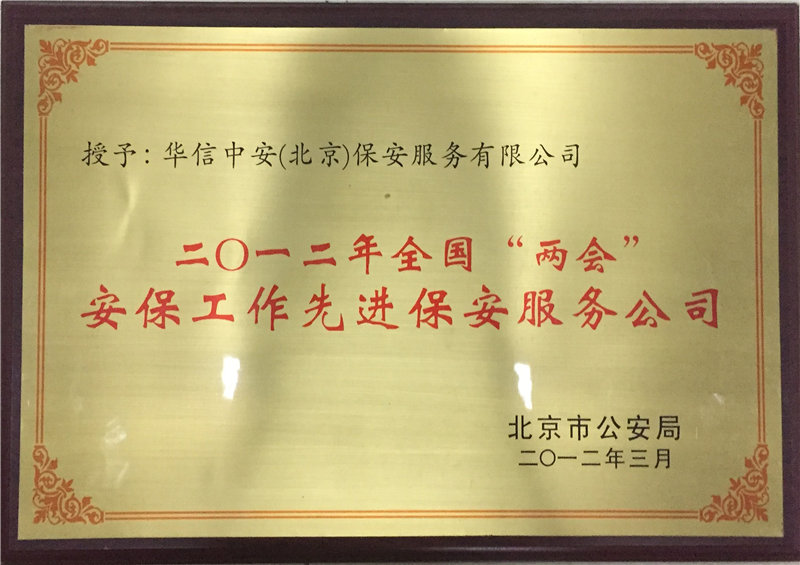 授予：华信中安(北京)保安服务有限公司
二〇一二年全国“两会”
安保工作先进保安服务公司
北京市公安局
二〇一二年三月